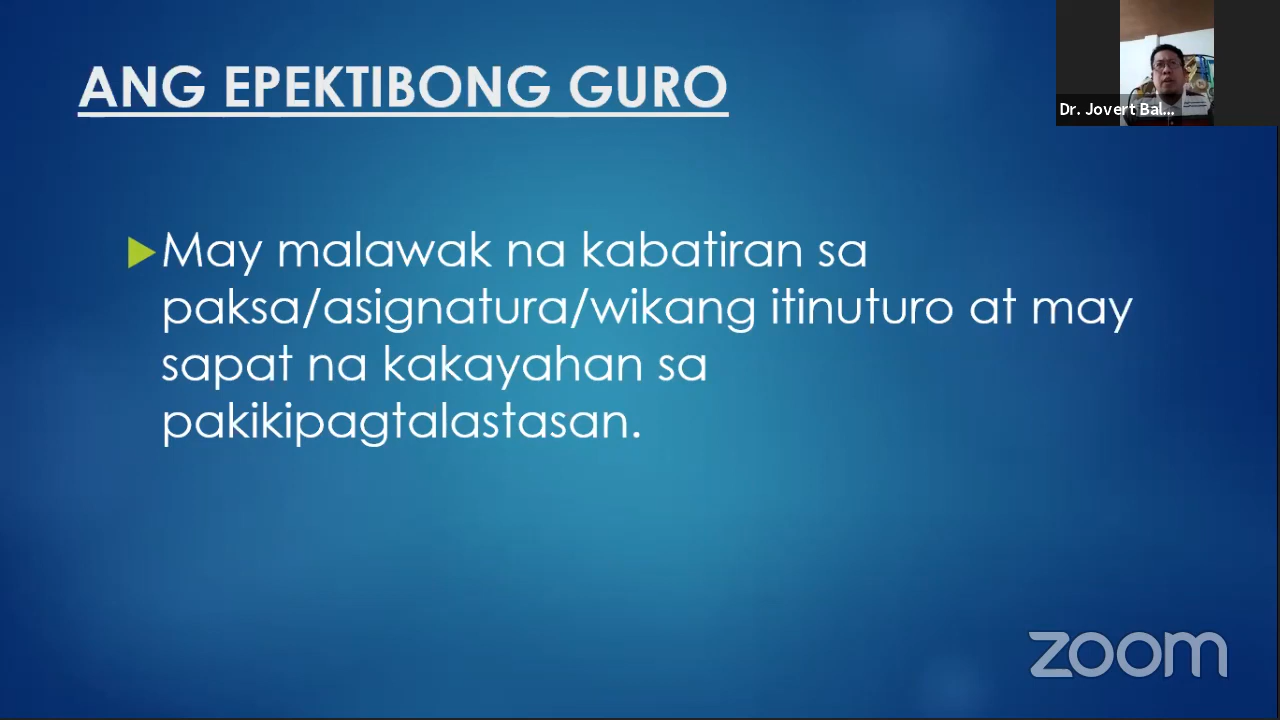 ANG EPEKTIBONG GURO
Dr. Jovert Bal...
May malawak na kabatiran sa
paksa/asignatura/wikang itinuturo at may
sapat na kakayahan sa
pakikipagtalastasan.
zoom